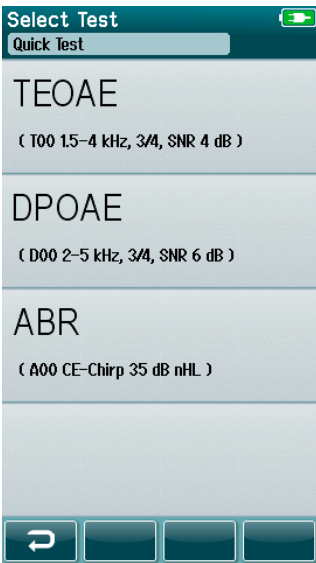 Select Test
Quick Test
TEOAE
( T00 1.5-4 kHz, 3/4, SNR 4 dB )
DPOAE
( D00 2-5 kHz, 3/4, SNR 6 dB )
ABR
( A00 CE-Chirp 35 dB nHL )